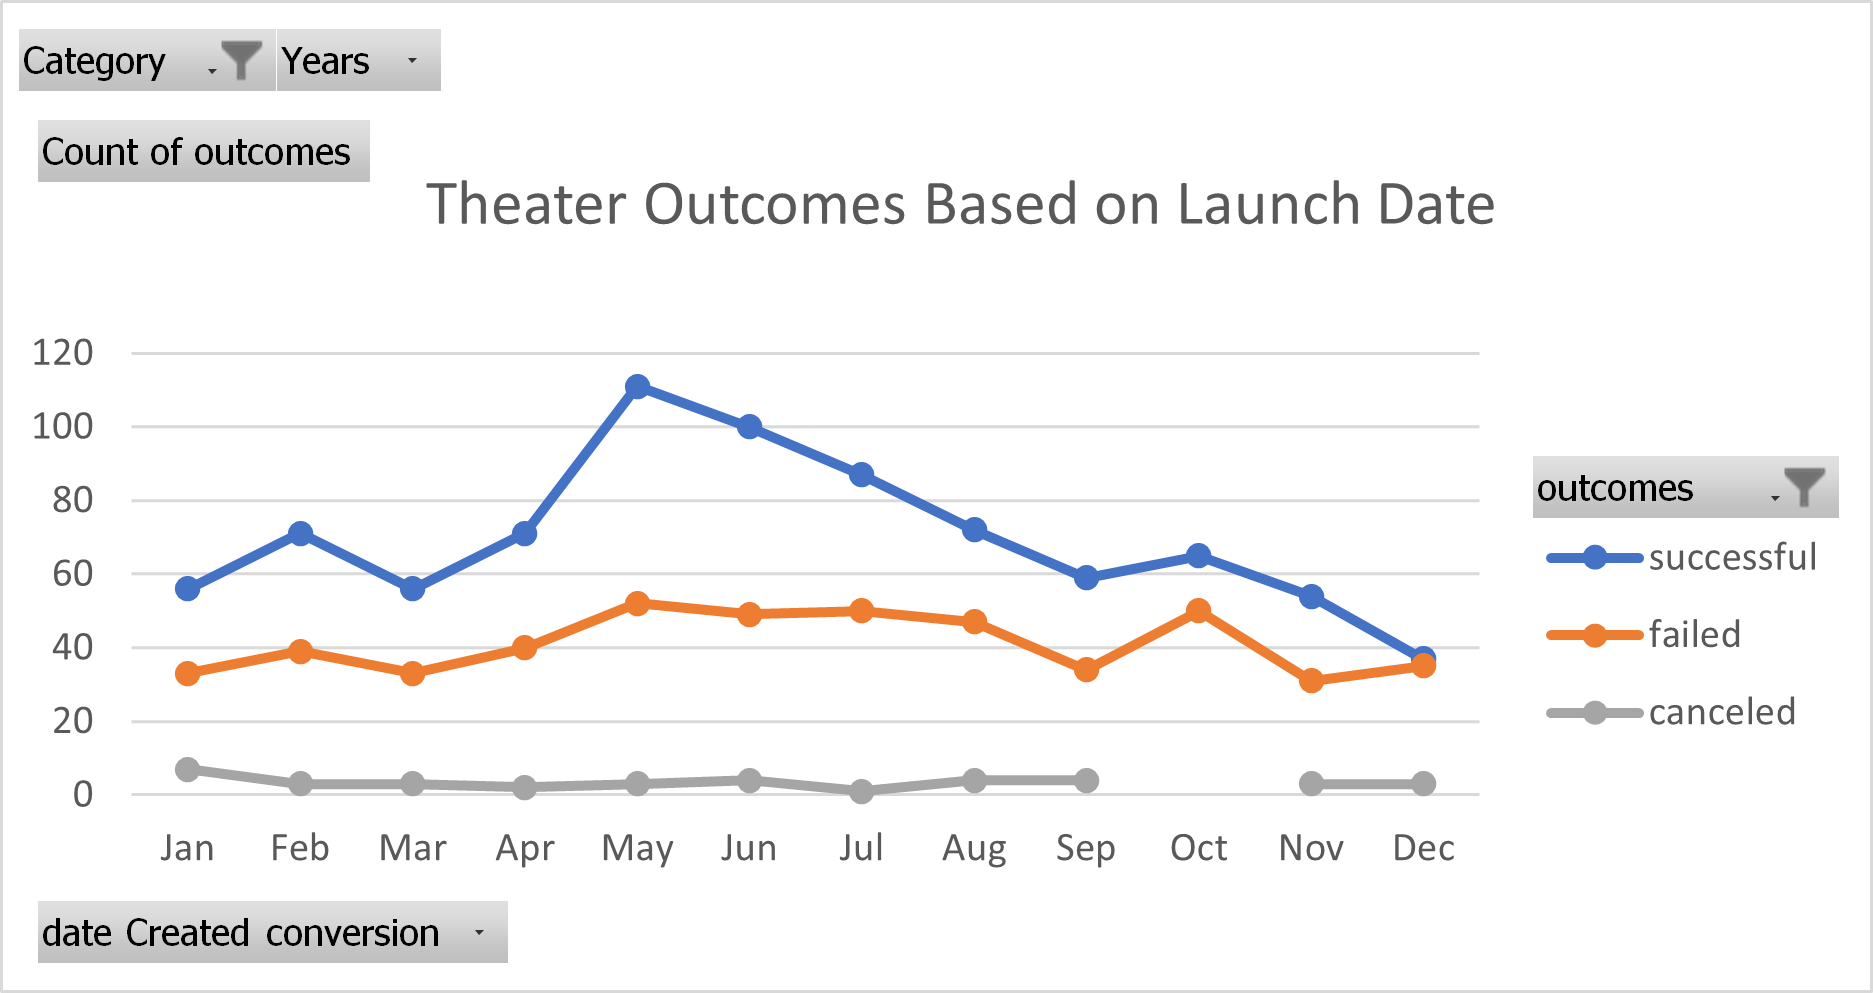 Category Years
Count of outcomes
Theater Outcomes Based on Launch Date
120
100
80
60
40
20
0
Jan Feb Mar Apr May Jun Jul Aug Sep Oct Nov Dec
outcomes
successful
failed
canceled
date Created conversion